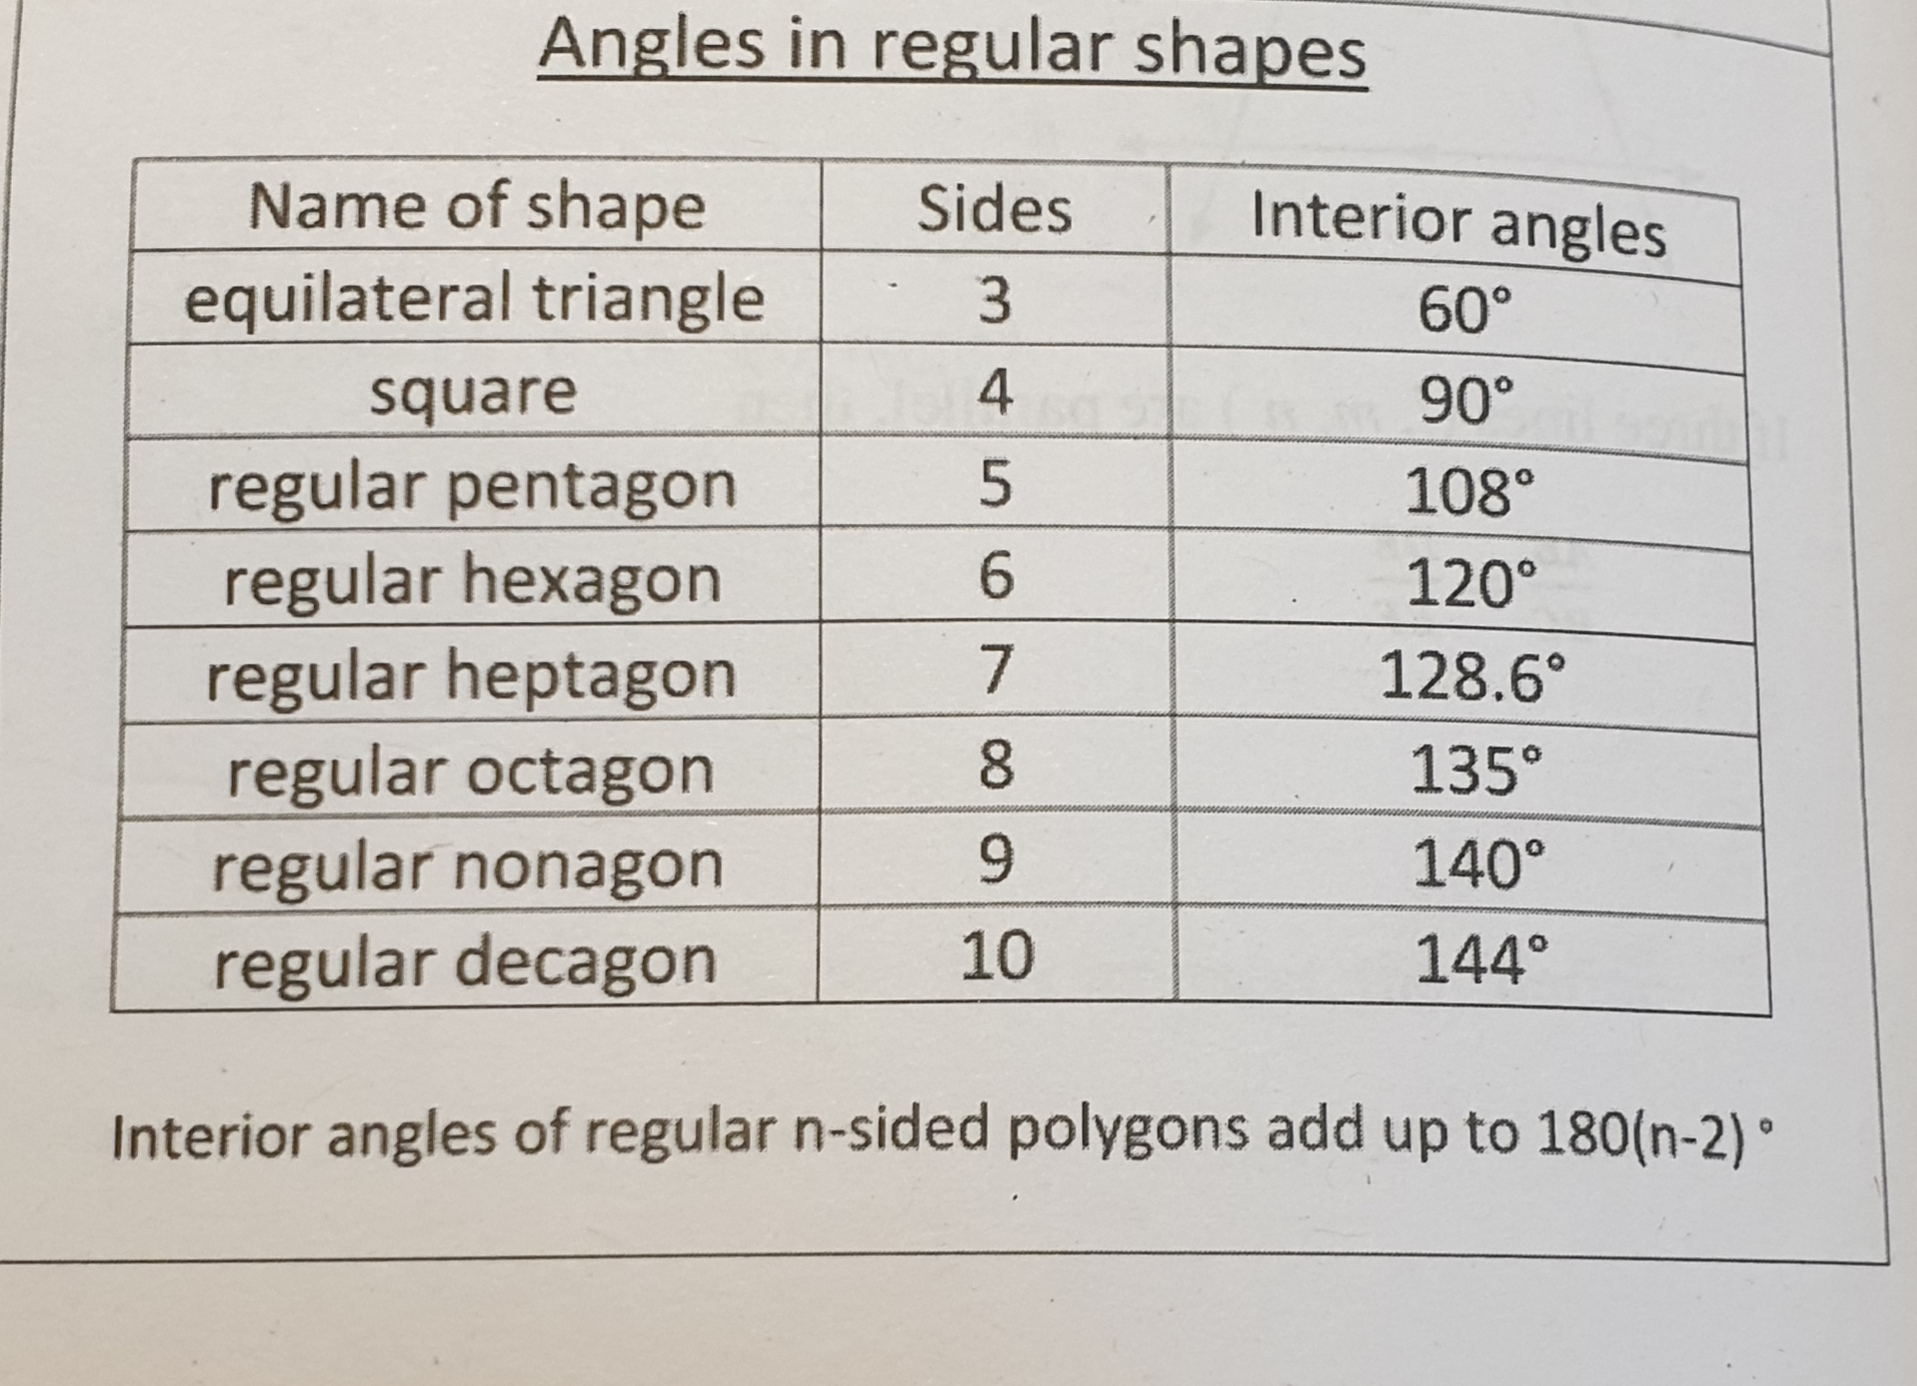 Angles in regular shapes
Name of shape Sides Interior angles
equilateral triangle 3 60°
square 4 90°
regular pentagon 5 108°
regular hexagon 6 120°
regular heptagon 7 128.6°
regular octagon 8 135°
regular nonagon 9 140°
regular decagon 10 144°
Interior angles of regular n-sided polygons add up to 180(n-2)°